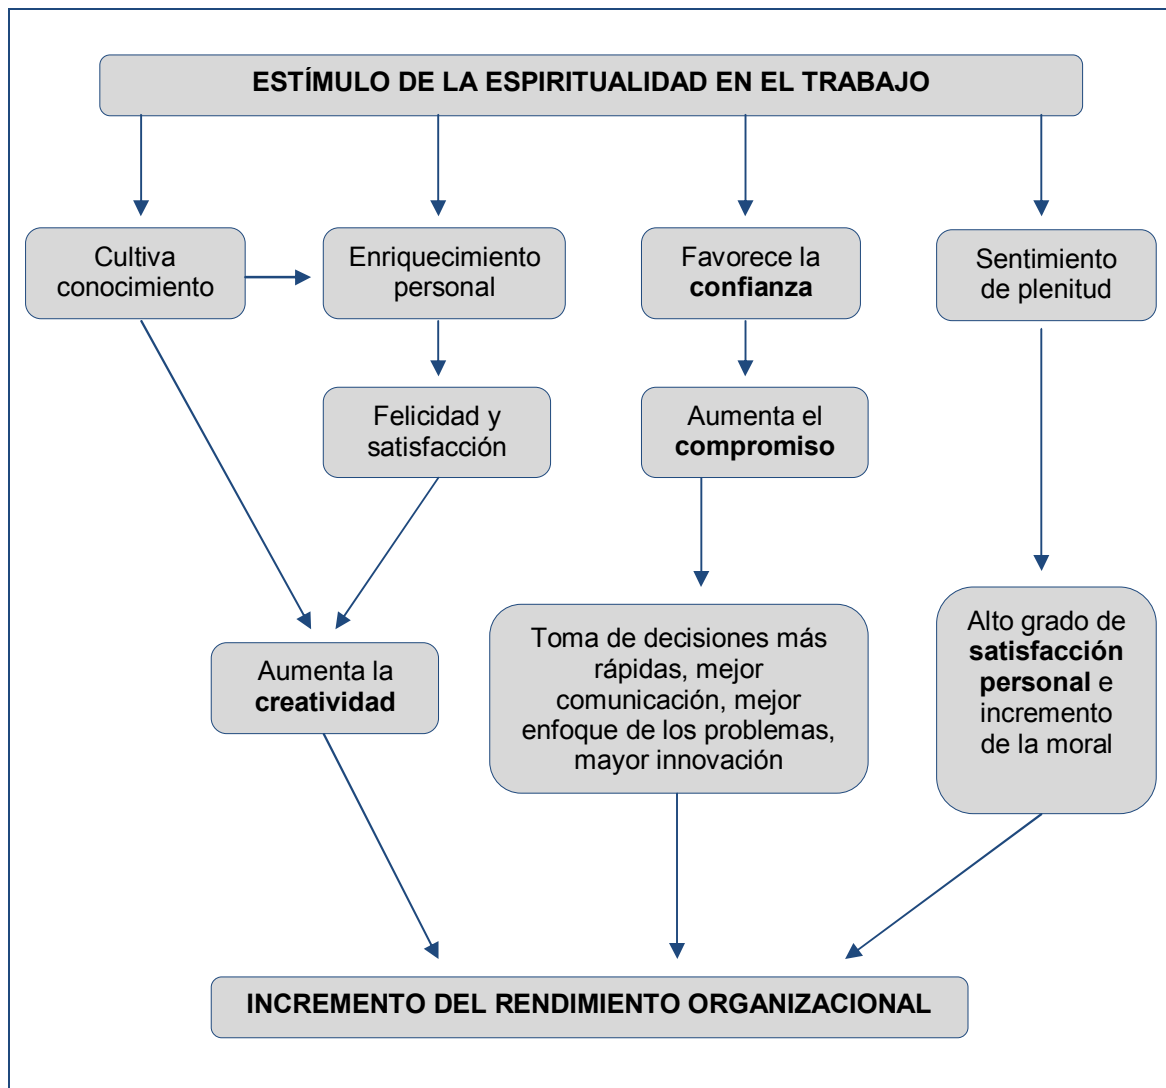 ESTÍMULO DE LA ESPIRITUALIDAD EN EL TRABAJO
Cultiva
conocimiento
Enriquecimiento
personal
Favorece la
confianza
Sentimiento
de plenitud
Felicidad y
satisfacción
Aumenta el
compromiso
Aumenta la
creatividad
Toma de decisiones más
rápidas, mejor
comunicación, mejor
enfoque de los problemas,
mayor innovación
Alto grado de
satisfacción
personal e
incremento
de la moral
INCREMENTO DEL RENDIMIENTO ORGANIZACIONAL